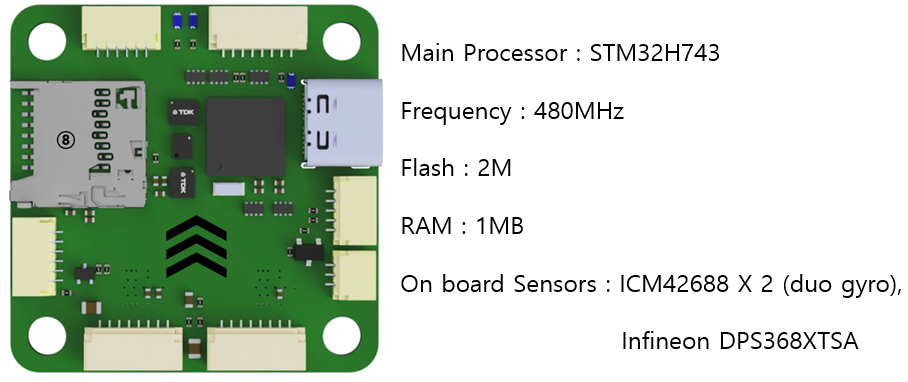 ⑧
TDK
TDK
Main Processor : STM32H743
Frequency : 480MHz
Flash : 2M
RAM : 1MB
On board Sensors : ICM42688 X 2 (duo gyro),
Infineon DPS368XTSA